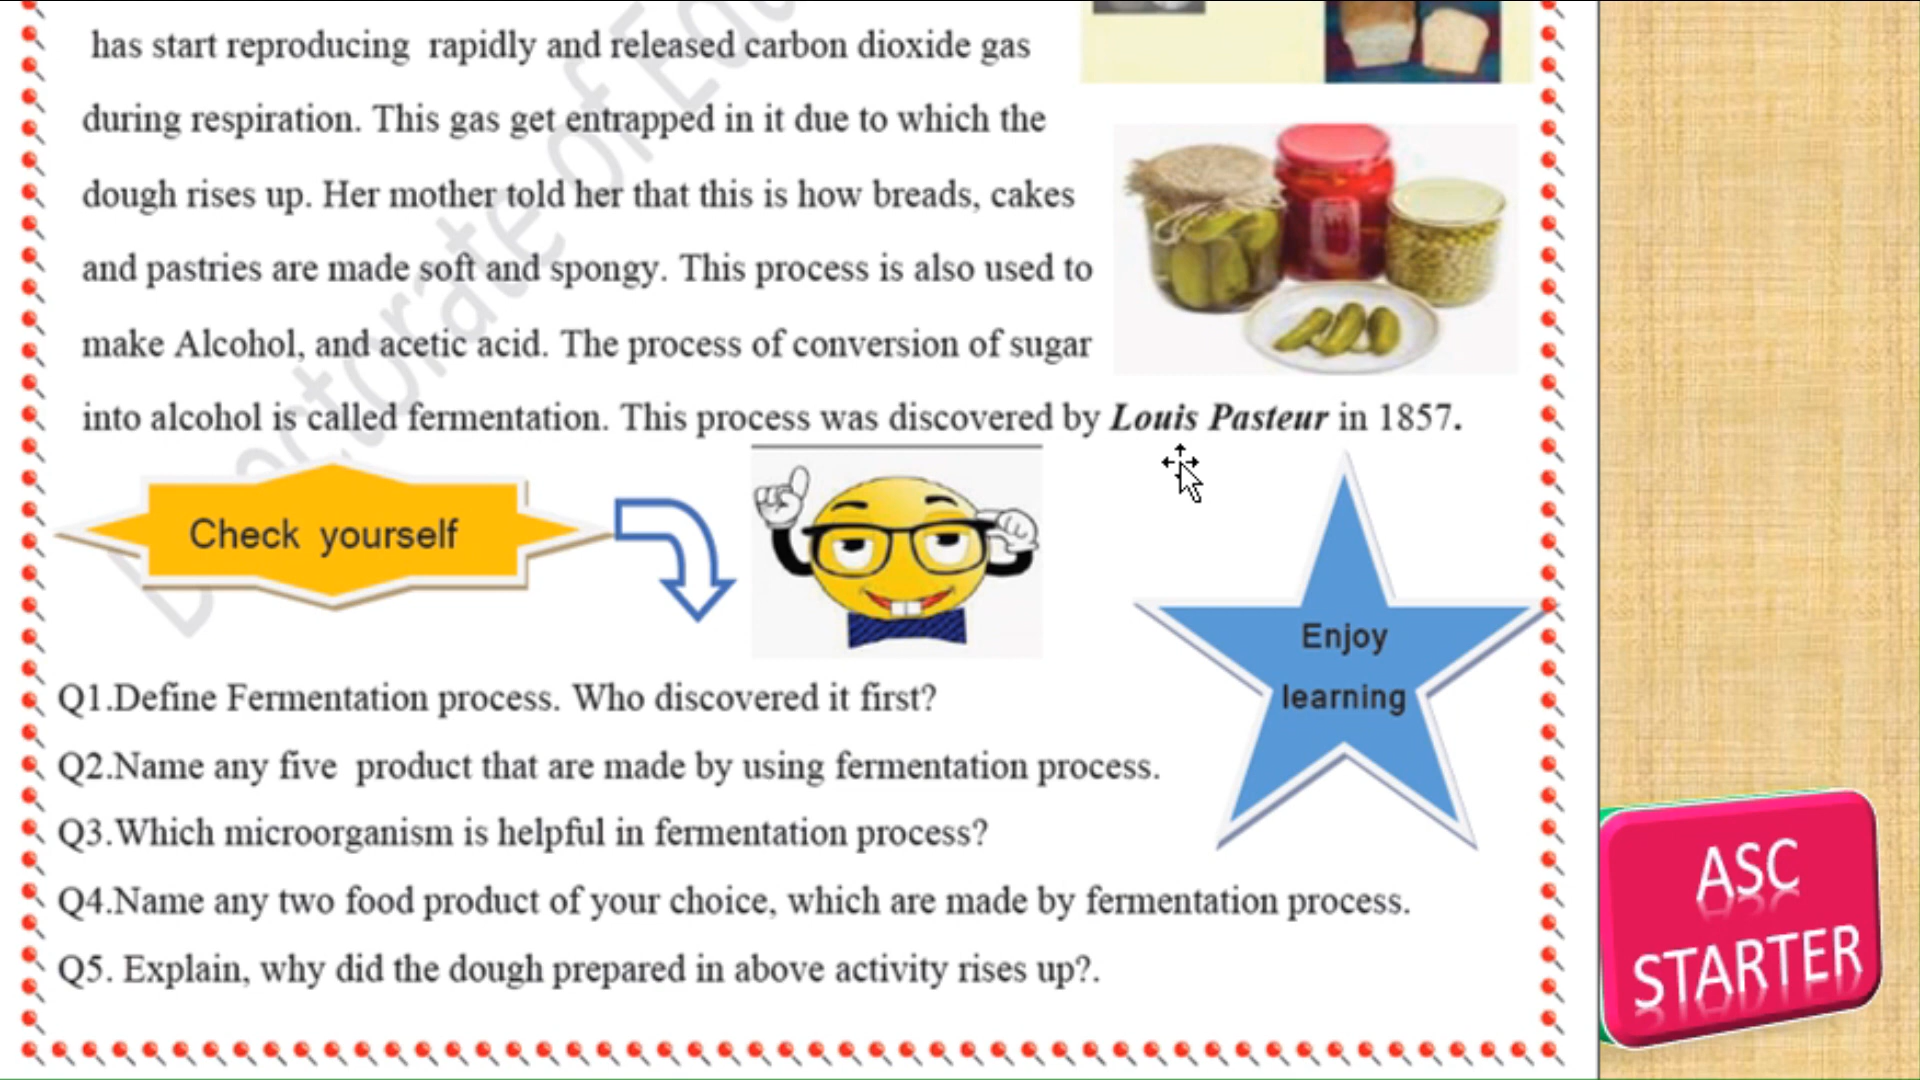 has start reproducing rapidly and released carbon dioxide gas
during respiration. This gas get entrapped in it due to which the
dough rises up. Her mother told her that this is how breads, cakes
and pastries are made soft and spongy. This process is also used to
make Alcohol, and acetic acid. The process of conversion of sugar
into alcohol is called fermentation. This process was discovered by Louis Pasteur in 1857.
Check yourself
Enjoy
learning
Q1.Define Fermentation process. Who discovered it first?
Q2.Name any five product that are made by using fermentation process.
Q3.Which microorganism is helpful in fermentation process?
Q4.Name any two food product of your choice, which are made by fermentation process.
Q5. Explain, why did the dough prepared in above activity rises up?.
ASC
STARTER
Directorate of